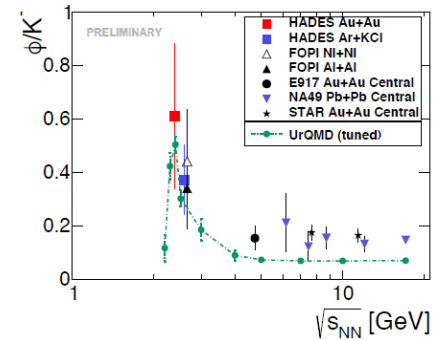 φ/K⁻
1
0.8
0.6
0.4
0.2
0
PRELIMINARY
HADES Au+Au
HADES Ar+KCl
FOPI Ni+Ni
FOPI Al+Al
E917 Au+Au Central
NA49 Pb+Pb Central
STAR Au+Au Central
UrQMD (tuned)
1
10
√sNN [GeV]